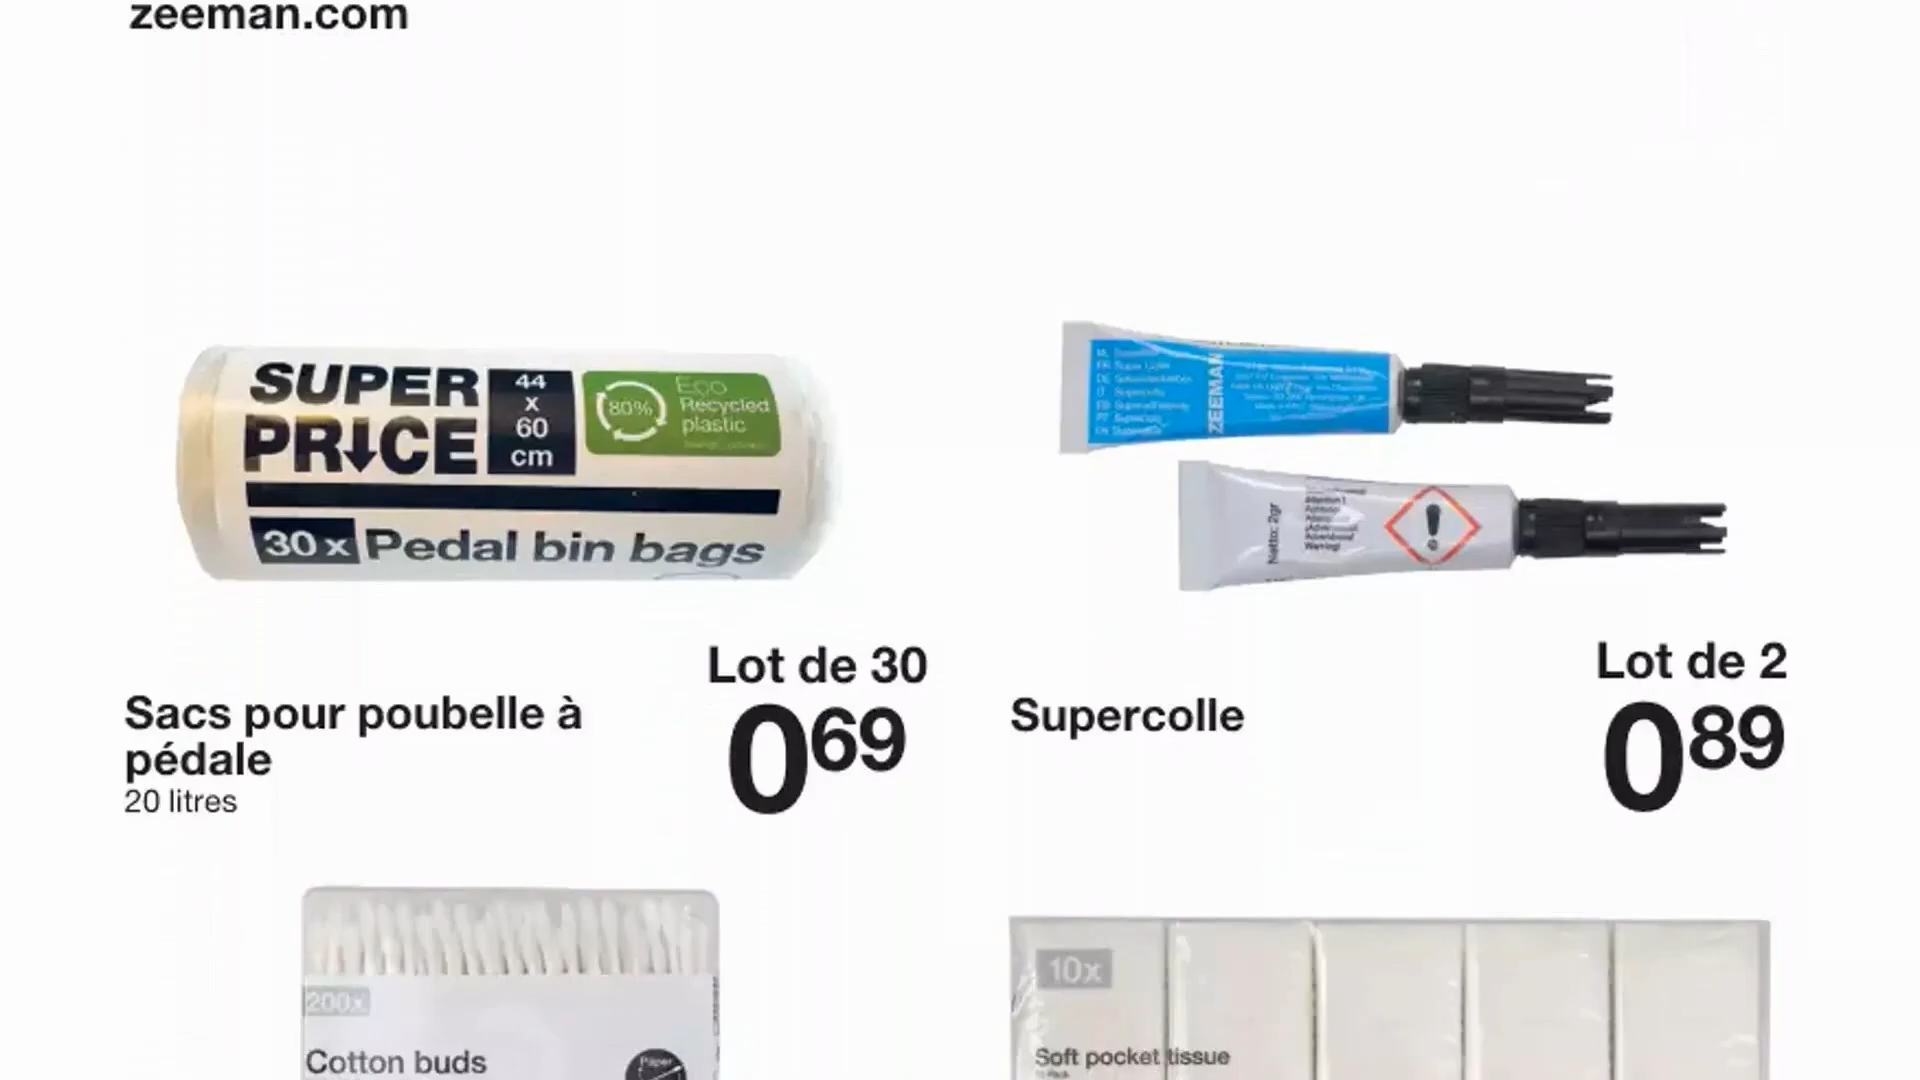 zeeman.com
SUPER
PRICE
44
x
60
cm
80%
Eco
Recycled
plastic
30 x Pedal bin bags
ZEEMAN
Netto: 2gr
Lot de 30
Sacs pour poubelle à
pédale
20 litres
0 69
Lot de 2
Supercolle
0 89
200x
Cotton buds
Paper
10x
Soft pocket tissue